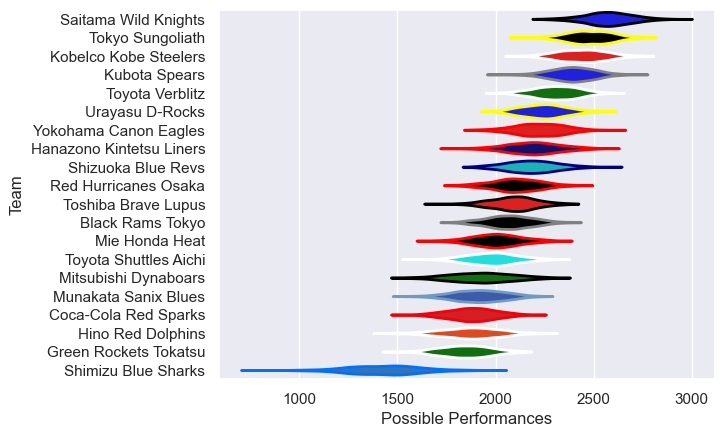 Saitama Wild Knights
Tokyo Sungoliath
Kobelco Kobe Steelers
Kubota Spears
Toyota Verblitz
Urayasu D-Rocks
Yokohama Canon Eagles
Hanazono Kintetsu Liners
Shizuoka Blue Revs
Red Hurricanes Osaka
Toshiba Brave Lupus
Black Rams Tokyo
Mie Honda Heat
Toyota Shuttles Aichi
Mitsubishi Dynaboars
Munakata Sanix Blues
Coca-Cola Red Sparks
Hino Red Dolphins
Green Rockets Tokatsu
Shimizu Blue Sharks
Team
1000 1500 2000 2500 3000
Possible Performances